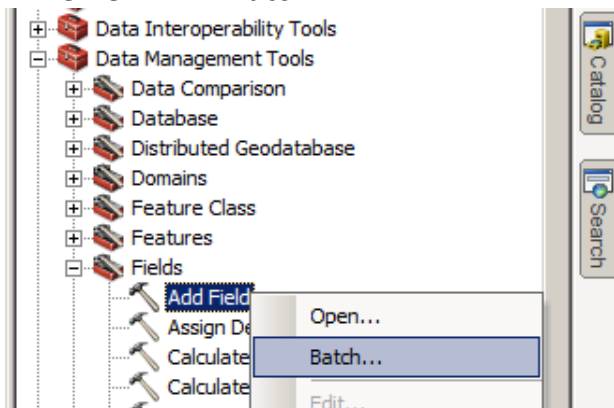 Data Interoperability Tools
Data Management Tools
Data Comparison
Database
Distributed Geodatabase
Domains
Feature Class
Features
Fields
Add Field
Assign De
Calculate
Calculate
Open...
Batch...
Edit...
Catalog
Search